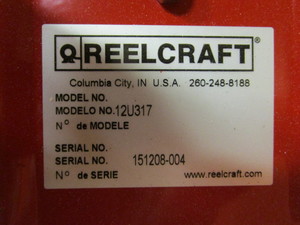 REELCRAFT®
Columbia City, IN U.S.A. 260-248-8188
MODEL NO.
MODELO NO. 12U317
N° de MODELE
SERIAL NO.
SERIAL NO. 151208-004
N° de SERIE www.reelcraft.com